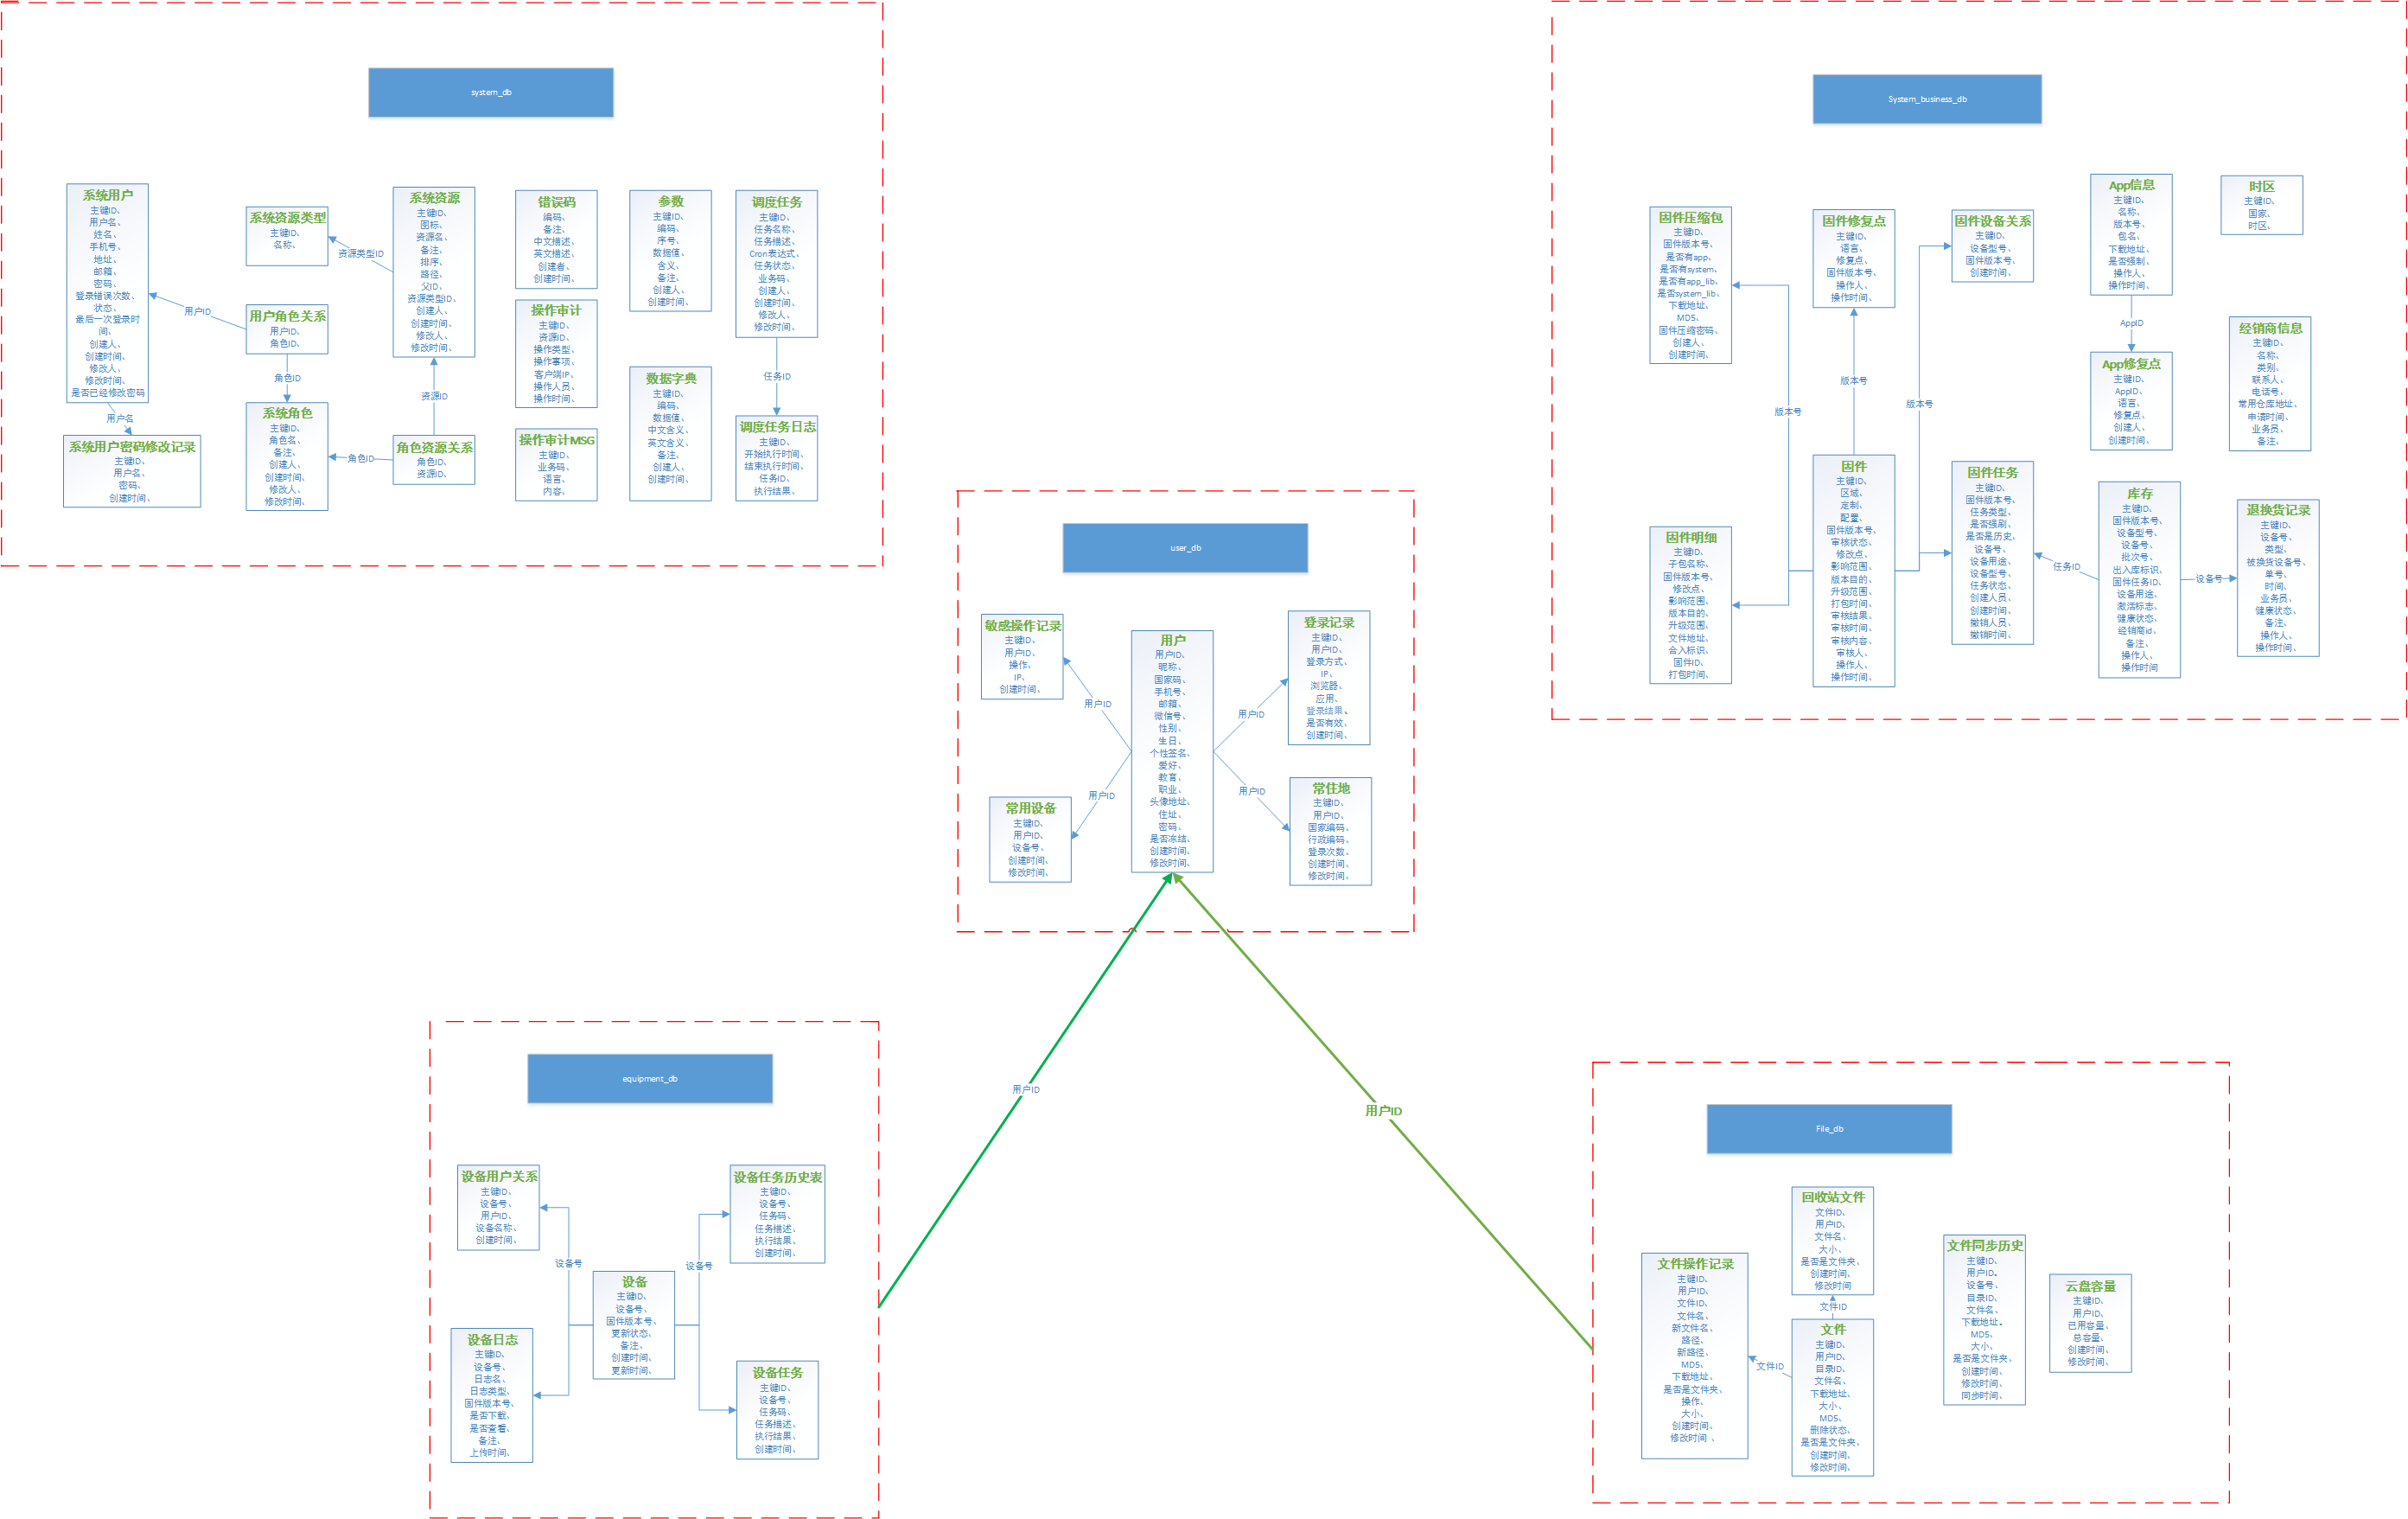 system_db
系统用户
主键ID、
用户名、
姓名、
手机号、
地址、
邮箱、
密码、
登录错误次数、
状态、
最后一次登录时
间、
创建人、
创建时间、
修改人、
修改时间、
是否已经修改密码
用户名
系统用户密码修改记录
主键ID、
用户名、
密码、
创建时间、
系统资源类型
主键ID、
名称、
资源类型ID
用户ID
用户角色关系
用户ID、
角色ID、
角色ID
系统角色
主键ID、
角色名、
备注、
创建人、
创建时间、
修改人、
修改时间、
系统资源
主键ID、
图标、
资源名、
备注、
排序、
路径、
父ID、
资源类型ID、
创建人、
创建时间、
修改人、
修改时间、
资源ID
角色ID
角色资源关系
角色ID、
资源ID、
错误码
编码、
备注、
中文描述、
英文描述、
创建者、
创建时间、
操作审计
主键ID、
资源ID、
操作类型、
操作事项、
客户端IP、
操作人员、
操作时间、
操作审计MSG
主键ID、
业务码、
语言、
内容、
参数
主键ID、
编码、
序号、
数据值、
含义、
备注、
创建人、
创建时间、
数据字典
主键ID、
编码、
数据值、
中文含义、
英文含义、
备注、
创建人、
创建时间、
调度任务
主键ID、
任务名称、
任务描述、
Cron表达式、
任务状态、
业务码、
创建人、
创建时间、
修改人、
修改时间、
任务ID
调度任务日志
主键ID、
开始执行时间、
结束执行时间、
任务ID、
执行结果、
System_business_db
固件压缩包
主键ID、
固件版本号、
是否有app、
是否有system、
是否有app_lib、
是否system_lib、
下载地址、
MD5、
固件压缩密码、
创建人、
创建时间、
版本号
固件明细
主键ID、
子包名称、
固件版本号、
修改点、
影响范围、
版本目的、
升级范围、
文件地址、
合入标识、
固件ID、
打包时间、
固件修复点
主键ID、
语言、
修复点、
固件版本号、
操作人、
操作时间、
版本号
固件
主键ID、
区域、
定制、
配置、
固件版本号、
审核状态、
修改点、
影响范围、
版本目的、
升级范围、
打包时间、
审核结果、
审核时间、
审核内容、
审核人、
操作人、
操作时间、
固件设备关系
主键ID、
设备型号、
固件版本号、
创建时间、
版本号
固件任务
主键ID、
固件版本号、
任务类型、
是否强刷、
是否是历史、
设备号、
设备用途、
设备型号、
任务状态、
创建人员、
创建时间、
撤销人员、
撤销时间、
App信息
主键ID、
名称、
版本号、
包名、
下载地址、
是否强制、
操作人、
操作时间、
AppID
App修复点
主键ID、
AppID、
语言、
修复点、
创建人、
创建时间、
时区
主键ID、
国家、
时区、
经销商信息
主键ID、
名称、
类别、
联系人、
电话号、
常用仓库地址、
申请时间、
业务员、
备注、
任务ID
库存
主键ID、
固件版本号、
设备型号、
设备号、
批次号、
出入库标识、
固件任务ID、
设备用途、
激活标志、
健康状态、
经销商id、
备注、
操作人、
操作时间
设备号
退换货记录
主键ID、
设备号、
类型、
被换货设备号、
单号、
时间、
业务员、
健康状态、
备注、
操作人、
操作时间、
user_db
敏感操作记录
主键ID、
用户ID、
操作、
IP、
创建时间、
用户ID
常用设备
主键ID、
用户ID、
设备号、
创建时间、
修改时间、
用户ID
用户
用户ID、
昵称、
国家码、
手机号、
邮箱、
微信号、
性别、
生日、
个性签名、
爱好、
教育、
职业、
头像地址、
住址、
密码、
是否冻结、
创建时间、
修改时间、
用户ID
登录记录
主键ID、
用户ID、
登录方式、
IP、
浏览器、
应用、
登录结果。
是否有效、
创建时间、
用户ID
常住地
主键ID、
用户ID、
国家编码、
行政编码、
登录次数、
创建时间、
修改时间、
用户ID
用户ID
equipment_db
设备用户关系
主键ID、
设备号、
用户ID、
设备名称、
创建时间、
设备号
设备日志
主键ID、
设备号、
日志名、
日志类型、
固件版本号、
是否下载、
是否查看、
备注、
上传时间、
设备
主键ID、
设备号、
固件版本号、
更新状态、
备注、
创建时间、
更新时间、
设备号
设备任务历史表
主键ID、
设备号、
任务码、
任务描述、
执行结果、
创建时间、
设备任务
主键ID、
设备号、
任务码、
任务描述、
执行结果、
创建时间、
File_db
文件操作记录
主键ID、
用户ID、
文件ID、
文件名、
新文件名、
路径、
新路径、
MD5、
下载地址、
是否是文件夹、
操作、
大小、
创建时间、
修改时间 、
文件ID
回收站文件
文件ID、
用户ID、
文件名、
大小、
是否是文件夹、
创建时间、
修改时间
文件ID
文件
主键ID、
用户ID、
目录ID、
文件名、
下载地址、
大小、
MD5、
删除状态、
是否是文件夹、
创建时间、
修改时间、
文件同步历史
主键ID、
用户ID。
设备号、
目录ID、
文件名、
下载地址。
MD5、
大小、
是否是文件夹、
创建时间、
修改时间、
同步时间、
云盘容量
主键ID、
用户ID、
已用容量、
总容量、
创建时间、
修改时间、